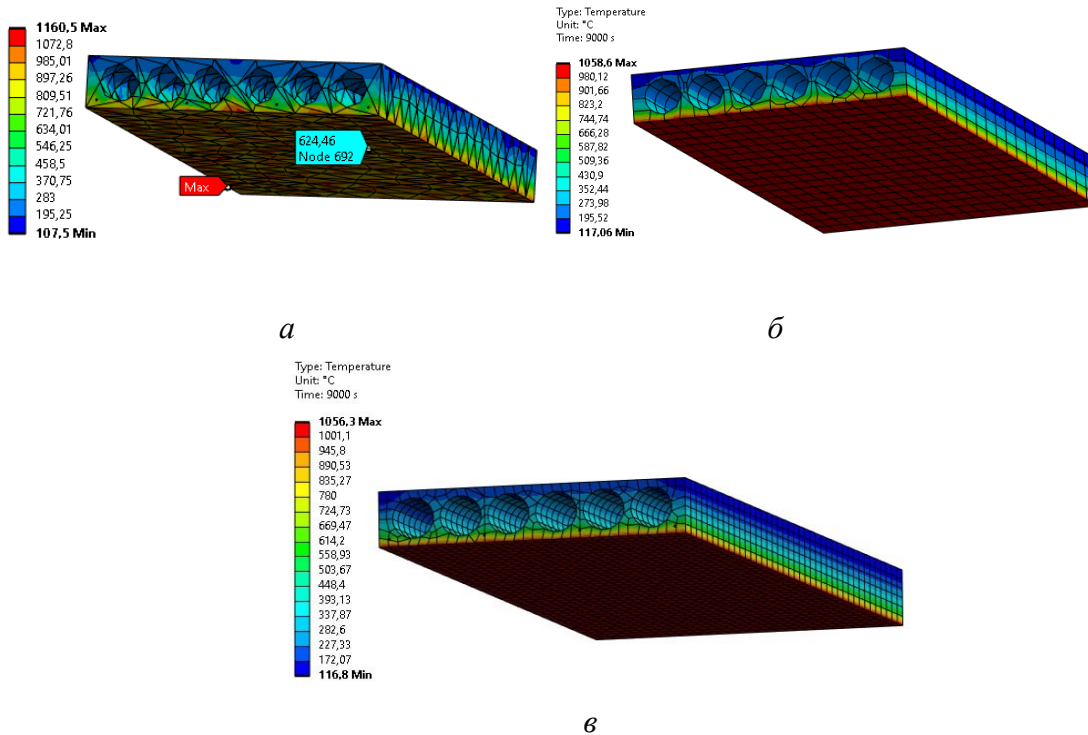 1160,5 Max
1072,8
985,01
897,26
809,51
721,76
634,01
546,25
458,5
370,75
283
195,25
107,5 Min
624,46
Node 692
Max
а
Type: Temperature
Unit: °C
Time: 9000 s
1058,6 Max
980,12
901,66
823,2
744,74
666,28
587,82
509,36
430,9
352,44
273,98
195,52
117,06 Min
б
Type: Temperature
Unit: °C
Time: 9000 s
1056,3 Max
1001,1
945,8
890,53
835,27
780
724,73
669,47
614,2
558,93
503,67
448,4
393,13
337,87
282,6
227,33
172,07
116,8 Min
в